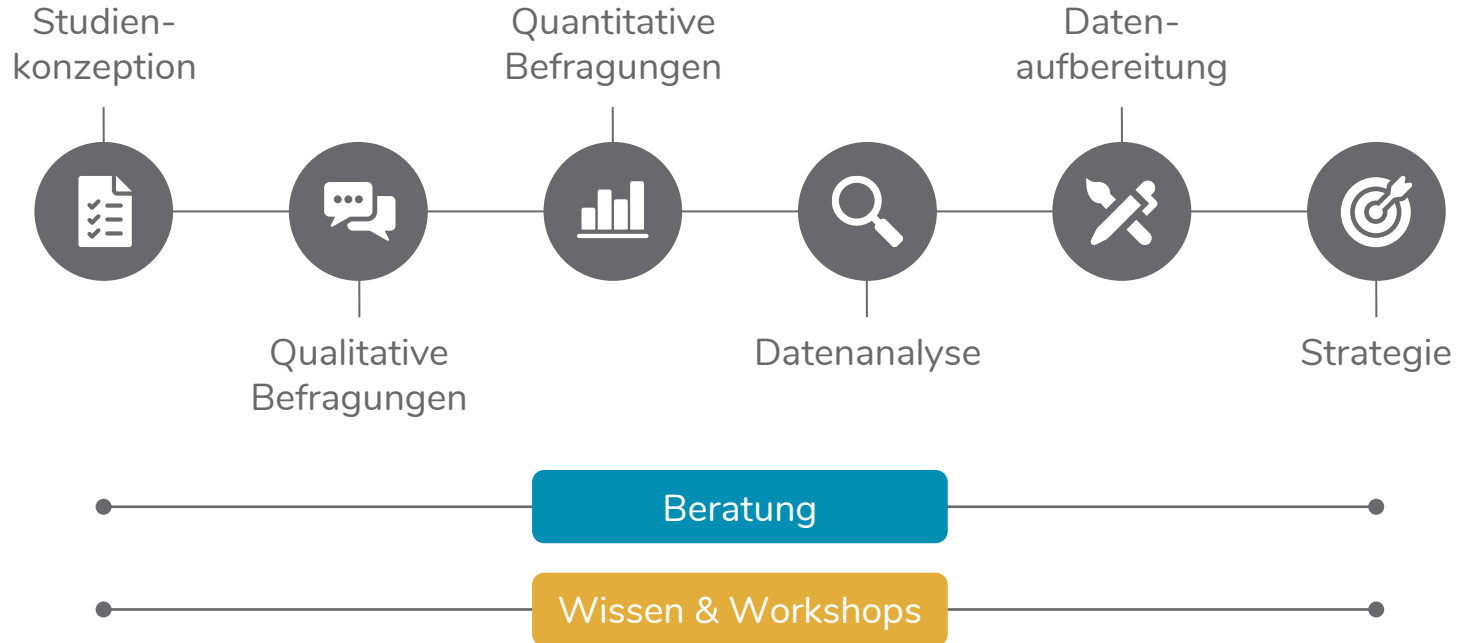 Studien-
konzeption
Quantitative
Befragungen
Daten-
aufbereitung
Qualitative
Befragungen
Datenanalyse
Strategie
Beratung
Wissen & Workshops